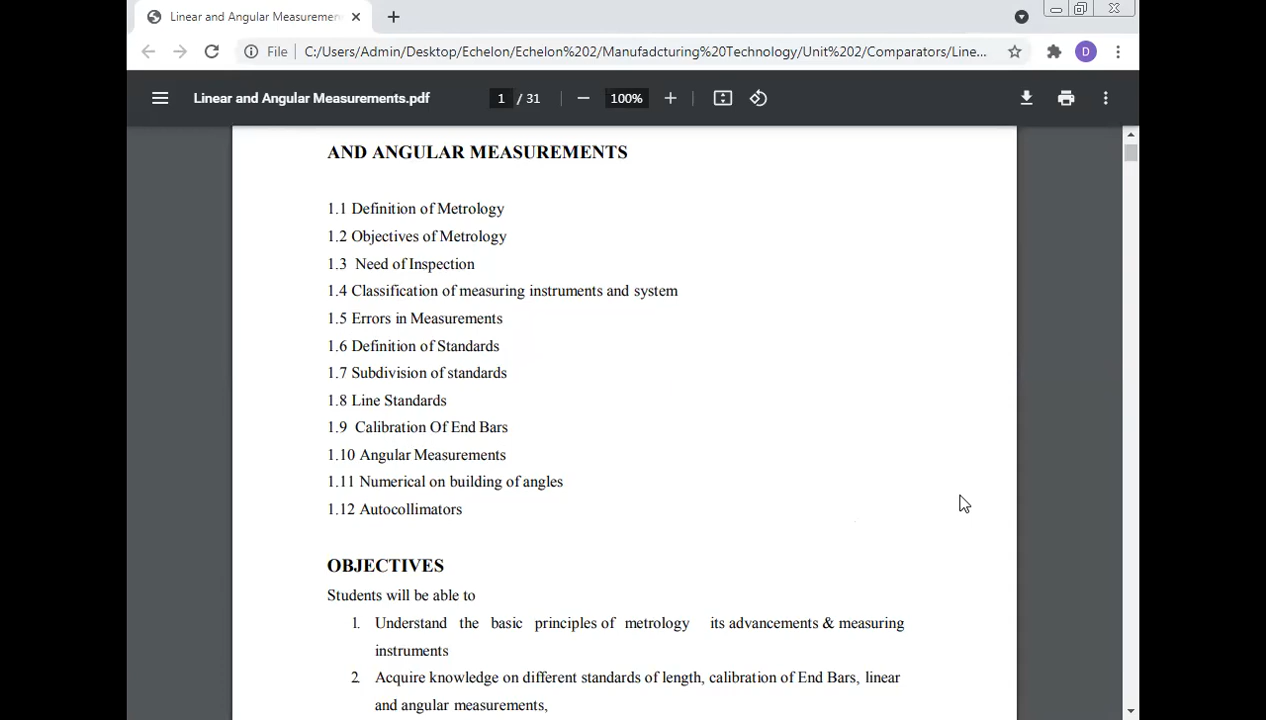 Linear and Angular Measuremen
File
C:/Users/Admin/Desktop/Echelon/Echelon%202/Manufadcturing%20Technology/Unit%202/Comparators/Line...
D
Linear and Angular Measurements.pdf
1 / 31
100%
AND ANGULAR MEASUREMENTS
1.1 Definition of Metrology
1.2 Objectives of Metrology
1.3 Need of Inspection
1.4 Classification of measuring instruments and system
1.5 Errors in Measurements
1.6 Definition of Standards
1.7 Subdivision of standards
1.8 Line Standards
1.9 Calibration Of End Bars
1.10 Angular Measurements
1.11 Numerical on building of angles
1.12 Autocollimators
OBJECTIVES
Students will be able to
1. Understand the basic principles of metrology its advancements & measuring
instruments
2. Acquire knowledge on different standards of length, calibration of End Bars, linear
and angular measurements,